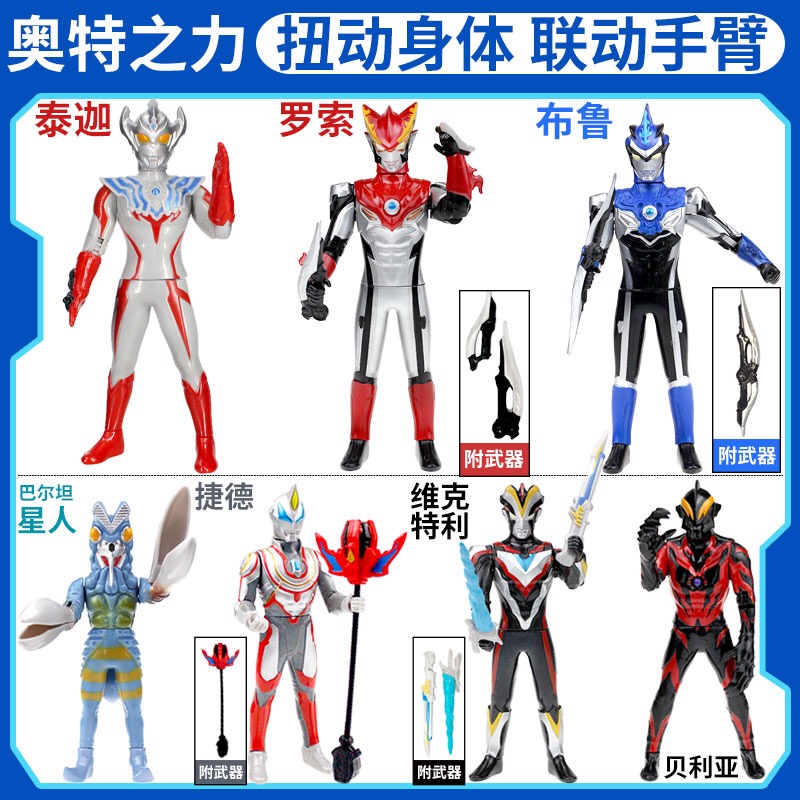 奥特之力 扭动身体 联动手臂
泰迦
罗索
布鲁
附武器
附武器
巴尔坦
星人
捷德
维克
特利
附武器
附武器
贝利亚